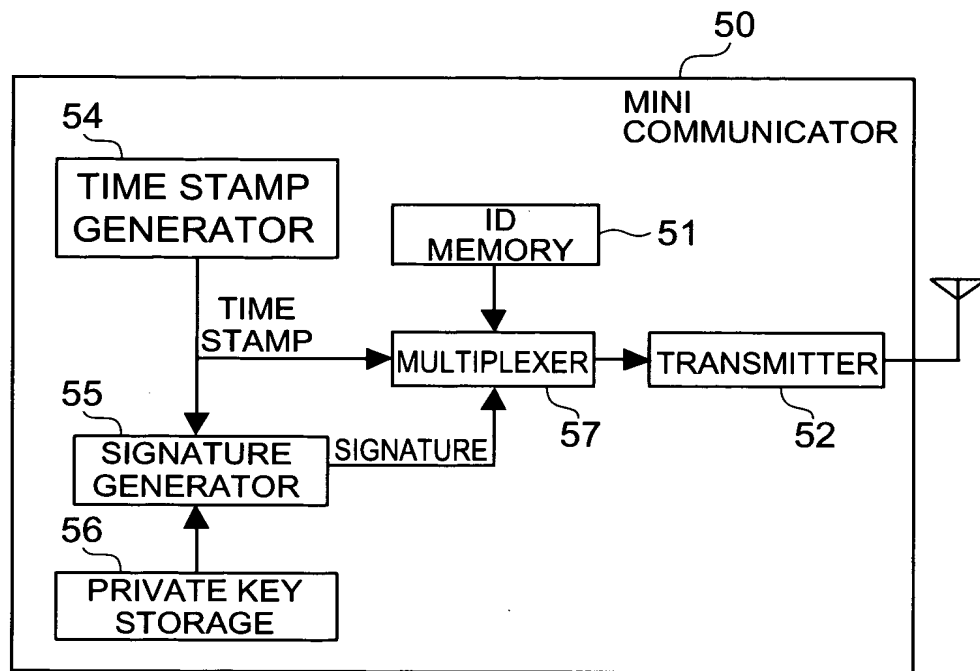 50
MINI
COMMUNICATOR
54
TIME STAMP
GENERATOR
ID
MEMORY
51
TIME
STAMP
MULTIPLEXER
57
TRANSMITTER
52
55
SIGNATURE
GENERATOR
SIGNATURE
56
PRIVATE KEY
STORAGE